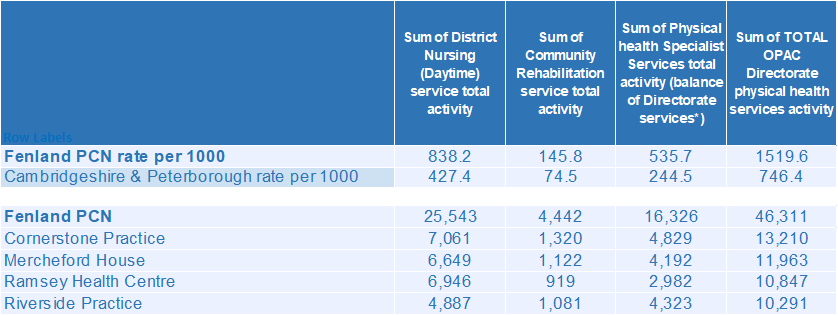 Row Labels
Sum of District Nursing (Daytime) service total activity
Sum of Community Rehabilitation service total activity
Sum of Physical health Specialist Services total activity (balance of Directorate services*)
Sum of TOTAL OPAC Directorate physical health services activity
Fenland PCN rate per 1000 838.2 145.8 535.7 1519.6
Cambridgeshire & Peterborough rate per 1000 427.4 74.5 244.5 746.4
Fenland PCN 25,543 4,442 16,326 46,311
Cornerstone Practice 7,061 1,320 4,829 13,210
Mercheford House 6,649 1,122 4,192 11,963
Ramsey Health Centre 6,946 919 2,982 10,847
Riverside Practice 4,887 1,081 4,323 10,291